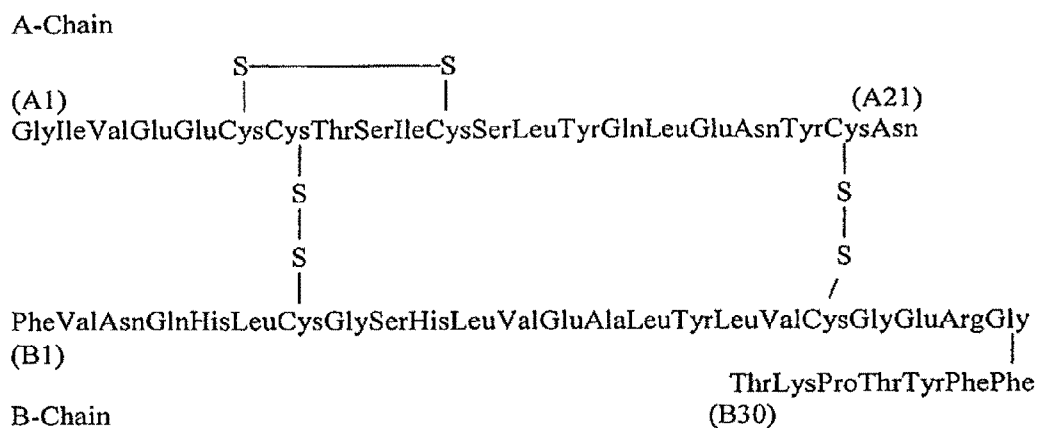 A-Chain
S S
(A1) (A21)
GlyIleValGluGluCysCysThrSerIleCysSerLeuTyrGlnLeuGluAsnTyrCysAsn
S S
S S
PheValAsnGlnHisLeuCysGlySerHisLeuValGluAlaLeuTyrLeuValCysGlyGluArgGly
(B1)
ThrLysProThrTyrPhePhe
(B30)
B-Chain